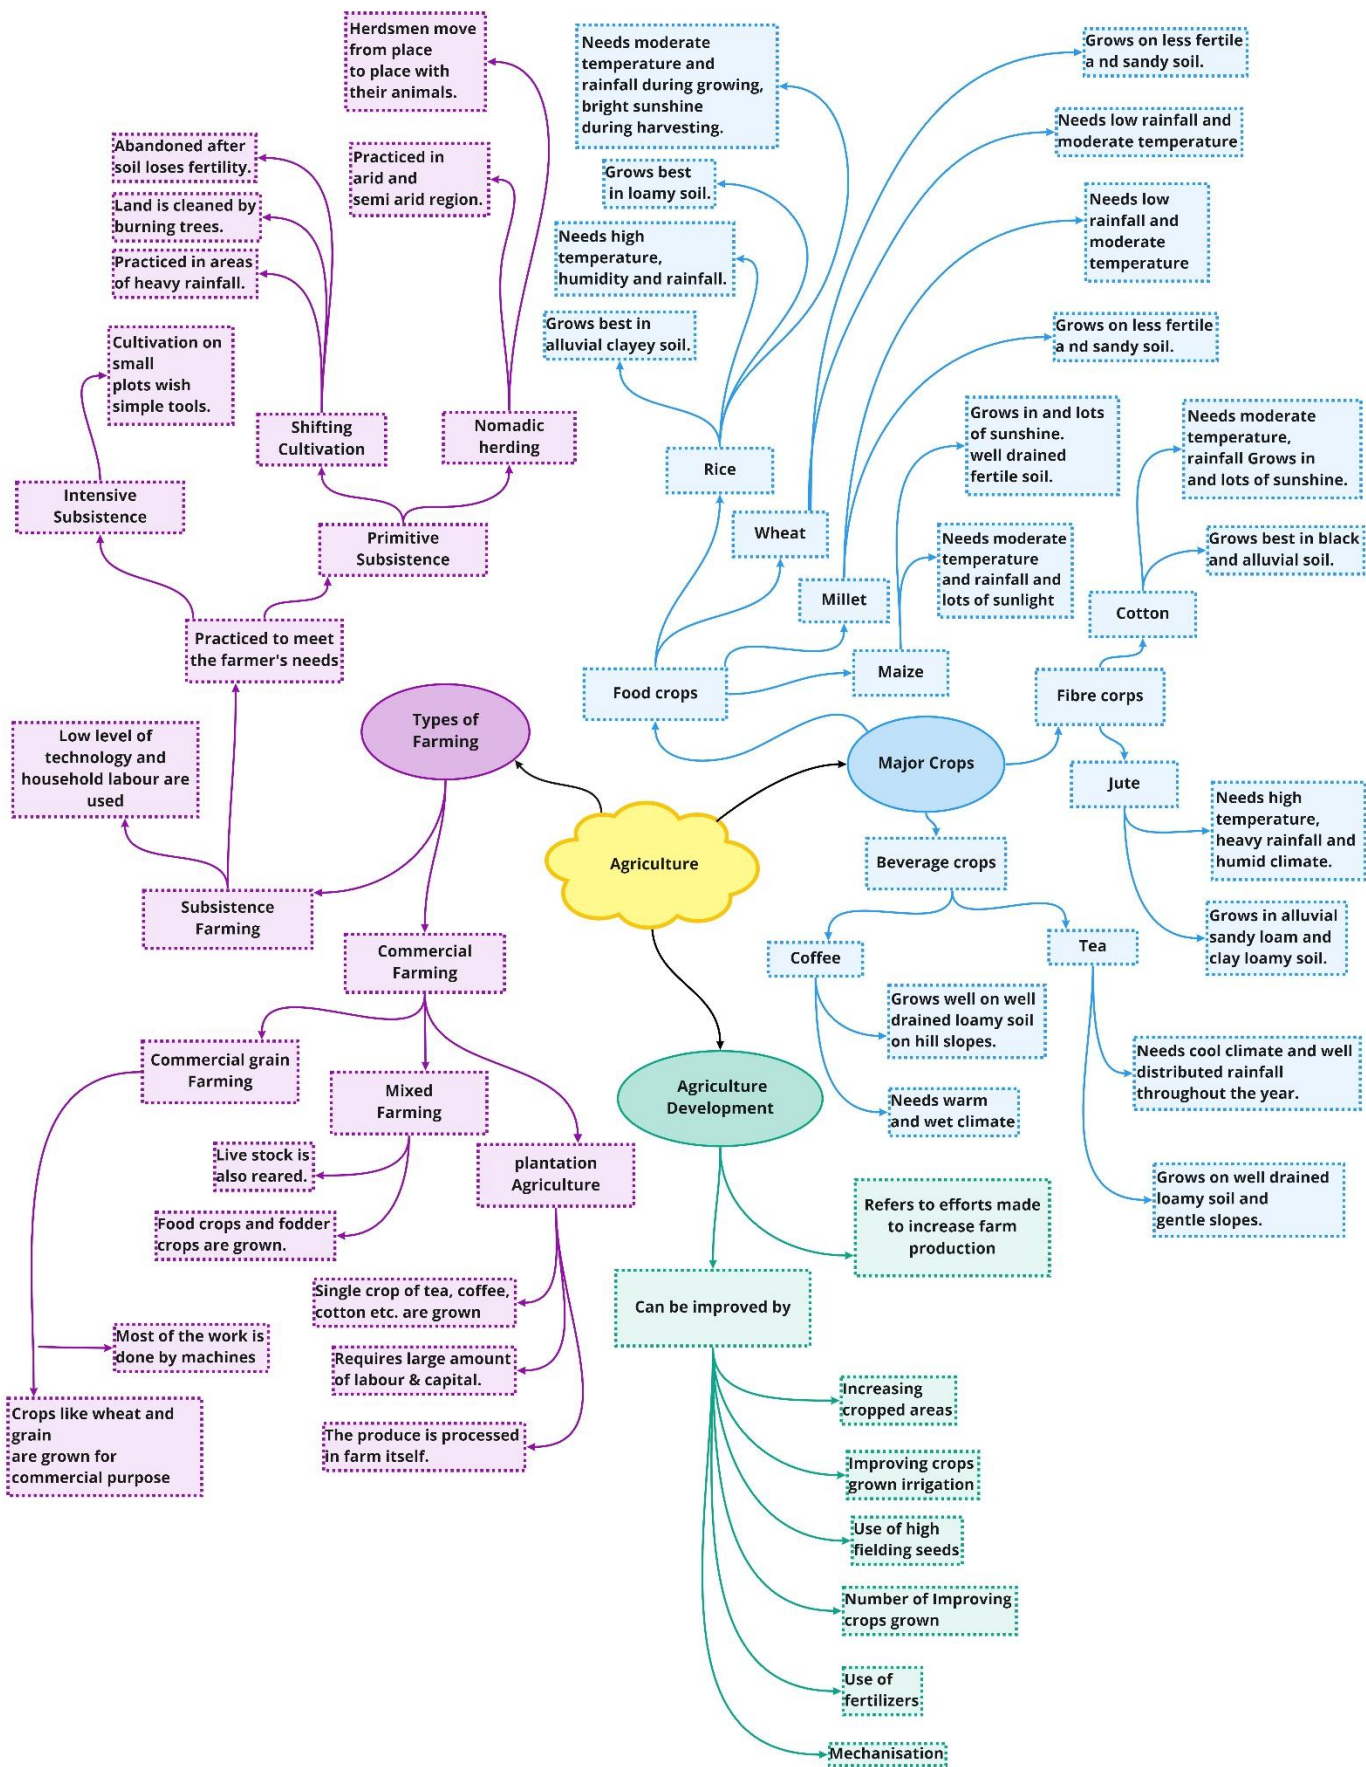 Herdsmen move
from place
to place with
their animals.
Abandoned after
soil loses fertility.
Practiced in
arid and
semi arid region.
Land is cleaned by
burning trees.
Practiced in areas
of heavy rainfall.
Cultivation on
small
plots wish
simple tools.
Shifting
Cultivation
Nomadic
herding
Intensive
Subsistence
Primitive
Subsistence
Practiced to meet
the farmer's needs
Low level of
technology and
household labour are
used
Types of
Farming
Subsistence
Farming
Commercial
Farming
Commercial grain
Farming
Mixed
Farming
plantation
Agriculture
Live stock is
also reared.
Food crops and fodder
crops are grown.
Single crop of tea, coffee,
cotton etc. are grown
Most of the work is
done by machines
Requires large amount
of labour & capital.
Crops like wheat and
grain
are grown for
commercial purpose
The produce is processed
in farm itself.
Agriculture
Needs moderate
temperature and
rainfall during growing,
bright sunshine
during harvesting.
Grows best
in loamy soil.
Needs high
temperature,
humidity and rainfall.
Grows best in
alluvial clayey soil.
Grows on less fertile
a nd sandy soil.
Needs low rainfall and
moderate temperature
Needs low
rainfall and
moderate
temperature
Grows on less fertile
a nd sandy soil.
Grows in and lots
of sunshine.
well drained
fertile soil.
Needs moderate
temperature
and rainfall and
lots of sunlight
Needs moderate
temperature,
rainfall Grows in
and lots of sunshine.
Grows best in black
and alluvial soil.
Rice
Wheat
Millet
Maize
Food crops
Cotton
Fibre corps
Major Crops
Jute
Needs high
temperature,
heavy rainfall and
humid climate.
Grows in alluvial
sandy loam and
clay loamy soil.
Beverage crops
Coffee
Tea
Grows well on well
drained loamy soil
on hill slopes.
Needs warm
and wet climate
Needs cool climate and well
distributed rainfall
throughout the year.
Grows on well drained
loamy soil and
gentle slopes.
Agriculture
Development
Refers to efforts made
to increase farm
production
Can be improved by
Increasing
cropped areas
Improving crops
grown irrigation
Use of high
fielding seeds
Number of Improving
crops grown
Use of
fertilizers
Mechanisation